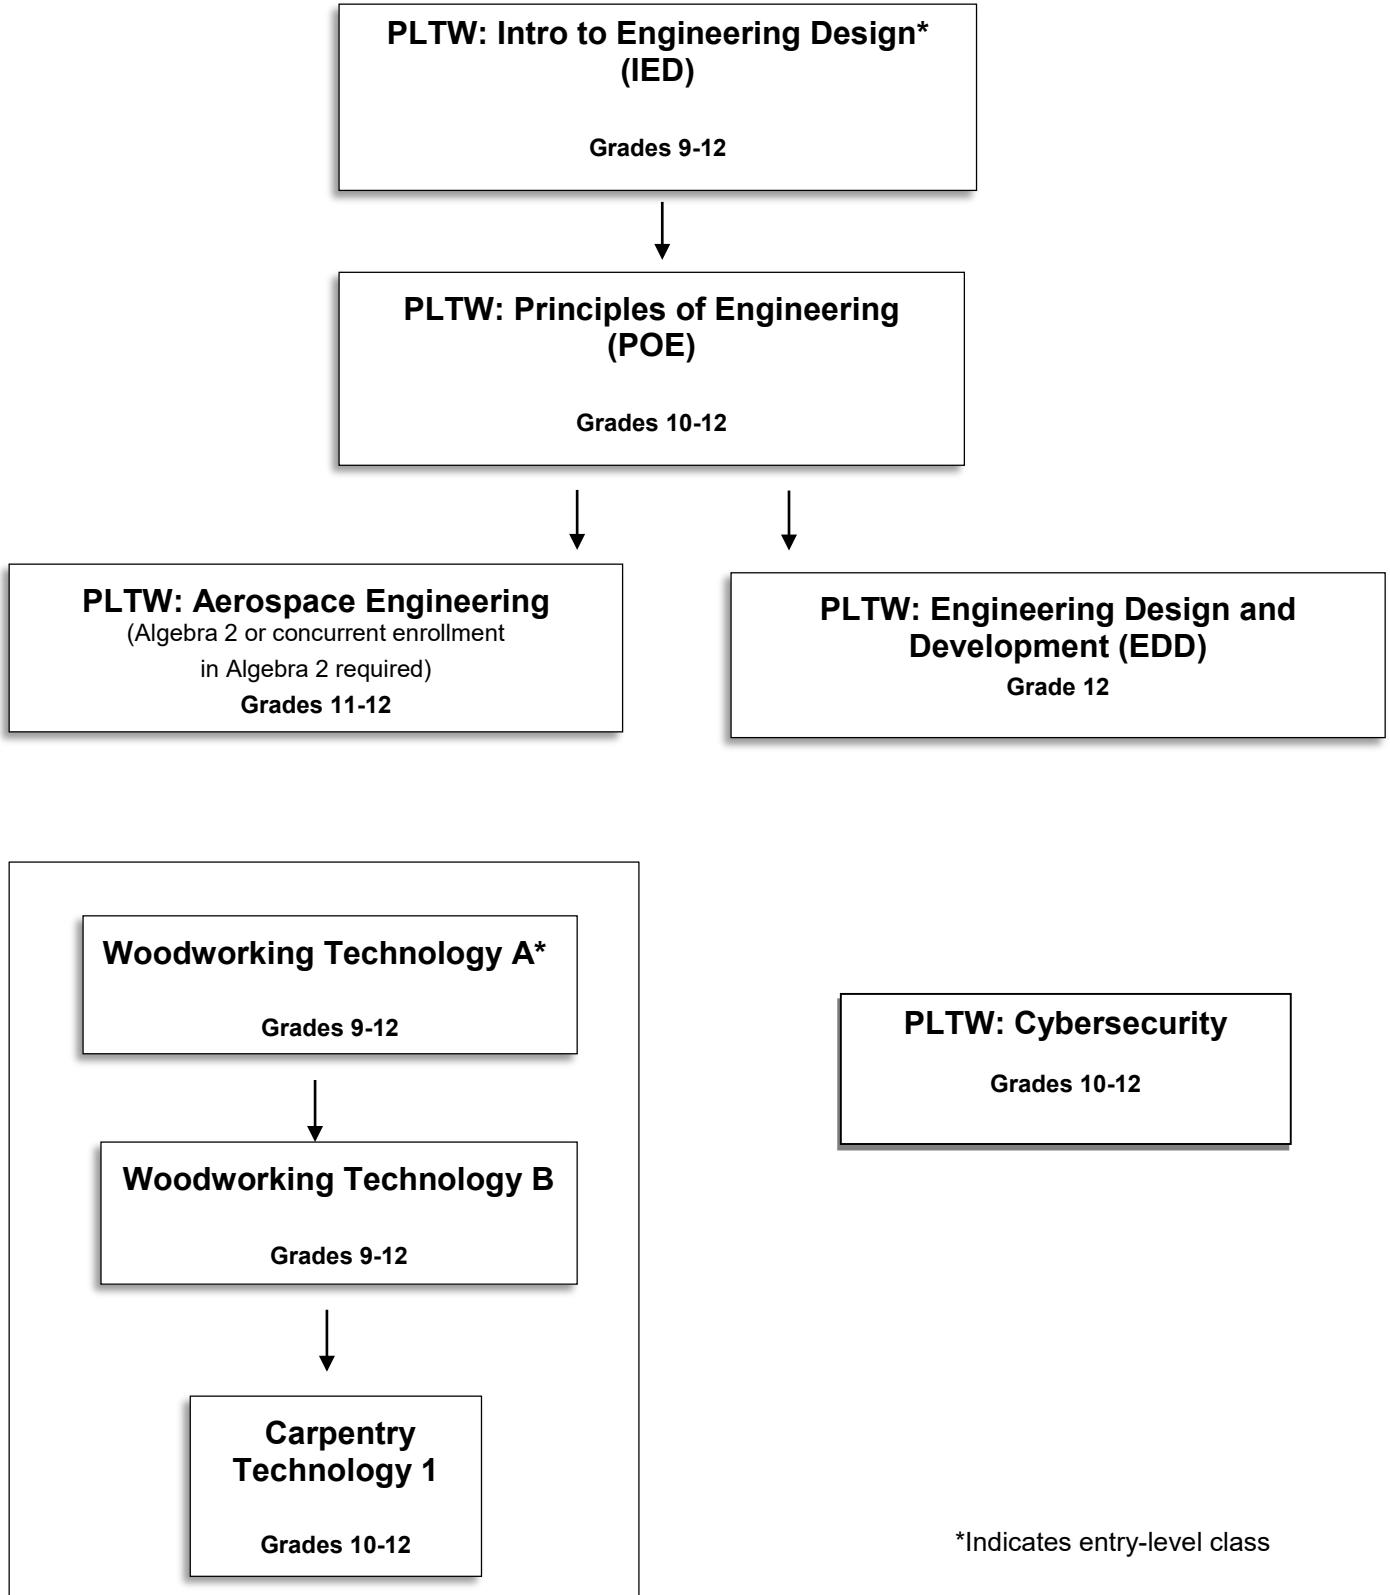 PLTW: Intro to Engineering Design*
(IED)
Grades 9-12
PLTW: Principles of Engineering
(POE)
Grades 10-12
PLTW: Aerospace Engineering
(Algebra 2 or concurrent enrollment
in Algebra 2 required)
Grades 11-12
PLTW: Engineering Design and
Development (EDD)
Grade 12
Woodworking Technology A*
Grades 9-12
Woodworking Technology B
Grades 9-12
Carpentry
Technology 1
Grades 10-12
PLTW: Cybersecurity
Grades 10-12
*Indicates entry-level class